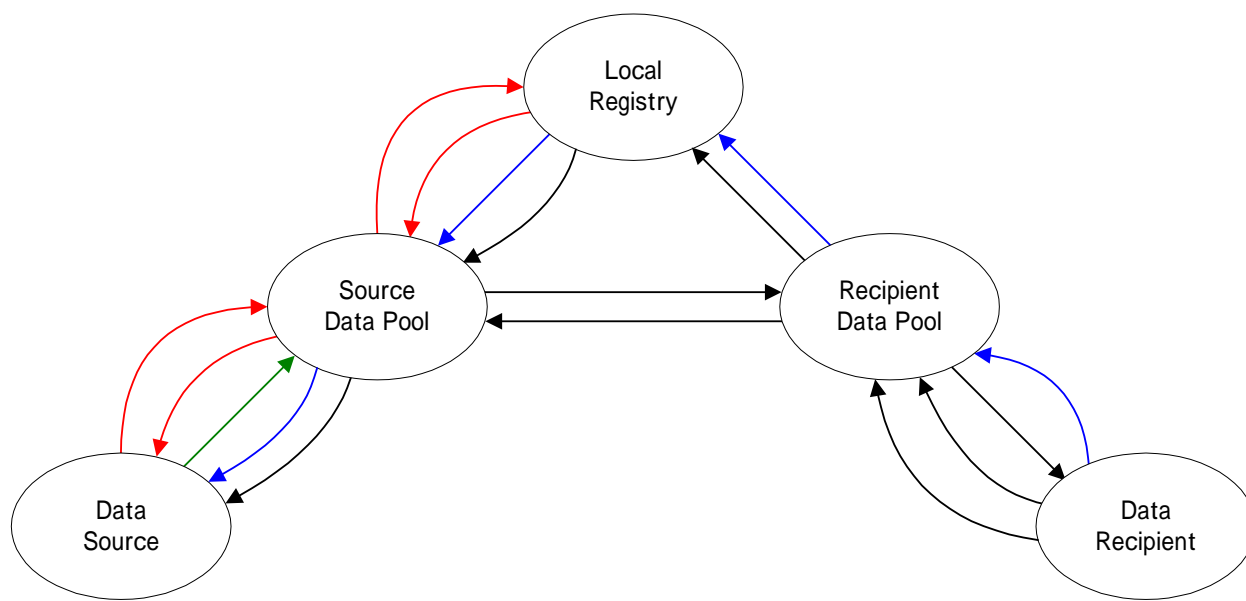 Local
Registry
Source
Data Pool
Recipient
Data Pool
Data
Source
Data
Recipient